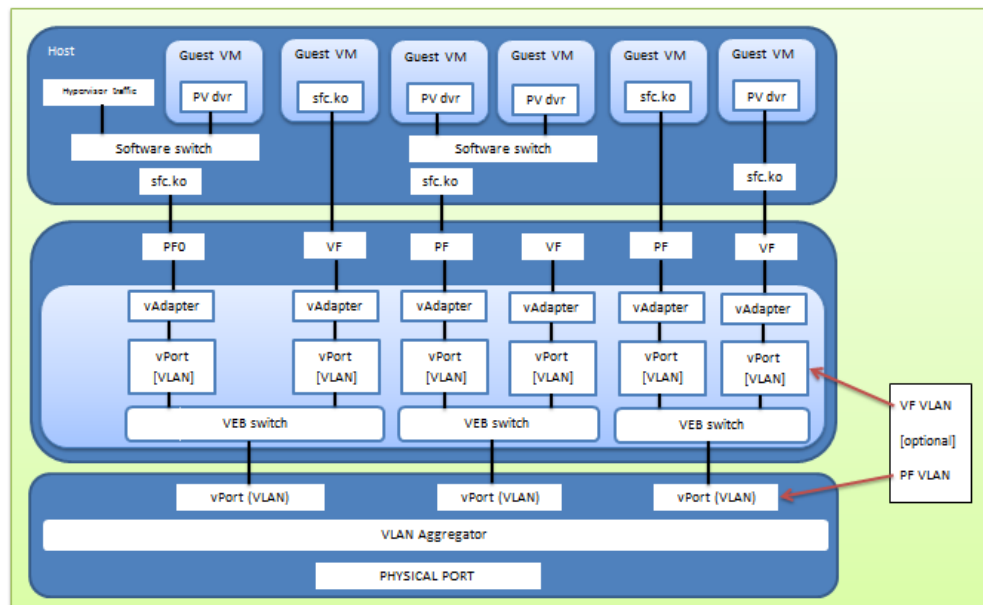 Host
Guest VM
Guest VM
Guest VM
Guest VM
Guest VM
Guest VM
Hypervisor traffic
PV dvr
sfc.ko
PV dvr
PV dvr
sfc.ko
PV dvr
Software switch
Software switch
sfc.ko
sfc.ko
sfc.ko
PF0
VF
PF
VF
PF
VF
vAdapter
vAdapter
vAdapter
vAdapter
vAdapter
vAdapter
vPort
[VLAN]
vPort
[VLAN]
vPort
[VLAN]
vPort
[VLAN]
vPort
[VLAN]
vPort
[VLAN]
VEB switch
VEB switch
VEB switch
VF VLAN
[optional]
PF VLAN
vPort (VLAN)
vPort (VLAN)
vPort (VLAN)
VLAN Aggregator
PHYSICAL PORT